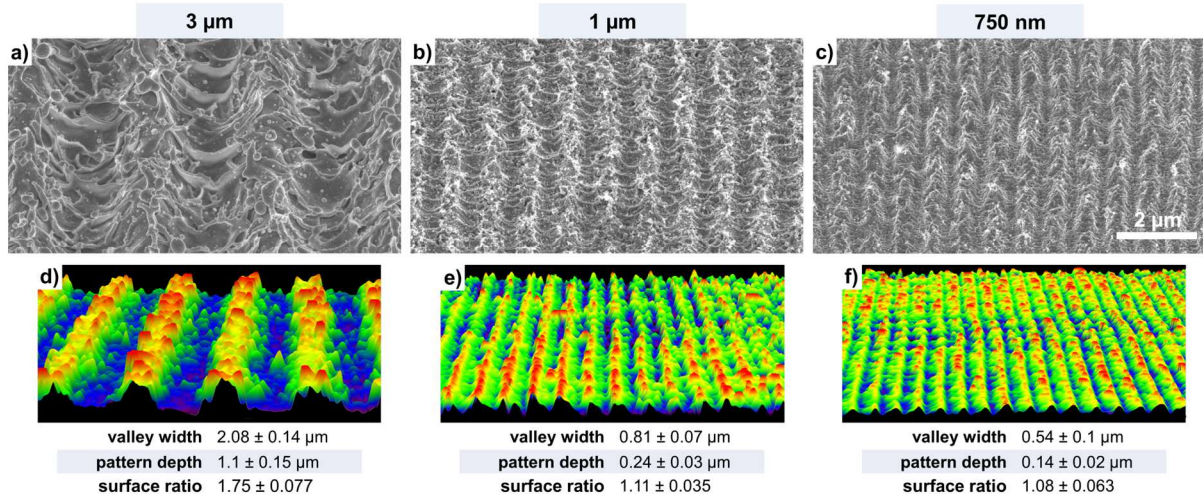 3 µm
1 µm
750 nm
a)
b)
c)
2 µm
d)
e)
f)
valley width 2.08 ± 0.14 µm
pattern depth 1.1 ± 0.15 µm
surface ratio 1.75 ± 0.077
valley width 0.81 ± 0.07 µm
pattern depth 0.24 ± 0.03 µm
surface ratio 1.11 ± 0.035
valley width 0.54 ± 0.1 µm
pattern depth 0.14 ± 0.02 µm
surface ratio 1.08 ± 0.063